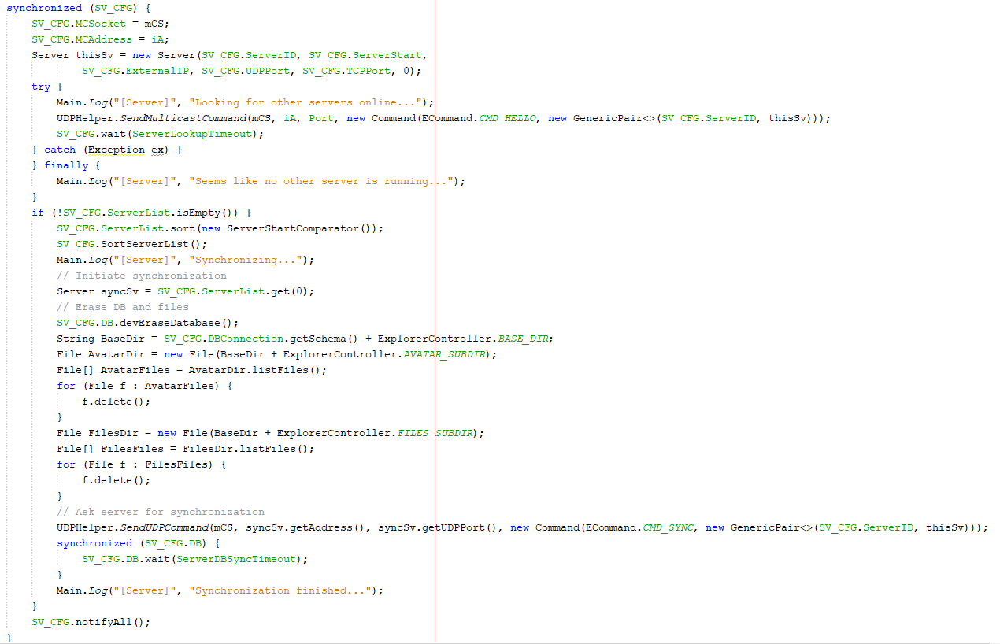 synchronized (SV_CFG) {
    SV_CFG.MCSocket = mCS;
    SV_CFG.MCAddress = iA;
    Server thisSv = new Server(SV_CFG.ServerID, SV_CFG.ServerStart,
            SV_CFG.ExternalIP, SV_CFG.UDPPort, SV_CFG.TCPPort, 0);
    try {
        Main.Log("[Server]", "Looking for other servers online...");
        UDPHelper.SendMulticastCommand(mCS, iA, Port, new Command(ECommand.CMD_HELLO, new GenericPair<>(SV_CFG.ServerID, thisSv)));
        SV_CFG.wait(ServerLookupTimeout);
    } catch (Exception ex) {
    } finally {
        Main.Log("[Server]", "Seems like no other server is running...");
    }
    if (!SV_CFG.ServerList.isEmpty()) {
        SV_CFG.ServerList.sort(new ServerStartComparator());
        SV_CFG.SortServerList();
        Main.Log("[Server]", "Synchronizing...");
        // Initiate synchronization
        Server syncSv = SV_CFG.ServerList.get(0);
        // Erase DB and files
        SV_CFG.DB.devEraseDatabase();
        String BaseDir = SV_CFG.DBConnection.getSchema() + ExplorerController.BASE_DIR;
        File AvatarDir = new File(BaseDir + ExplorerController.AVATAR_SUBDIR);
        File[] AvatarFiles = AvatarDir.listFiles();
        for (File f : AvatarFiles) {
            f.delete();
        }
        File FilesDir = new File(BaseDir + ExplorerController.FILES_SUBDIR);
        File[] FilesFiles = FilesDir.listFiles();
        for (File f : FilesFiles) {
            f.delete();
        }
        // Ask server for synchronization
        UDPHelper.SendUDPCommand(mCS, syncSv.getAddress(), syncSv.getUDPPort(), new Command(ECommand.CMD_SYNC, new GenericPair<>(SV_CFG.ServerID, thisSv)));
        synchronized (SV_CFG.DB) {
            SV_CFG.DB.wait(ServerDBSyncTimeout);
        }
        Main.Log("[Server]", "Synchronization finished...");
    }
    SV_CFG.notifyAll();
}